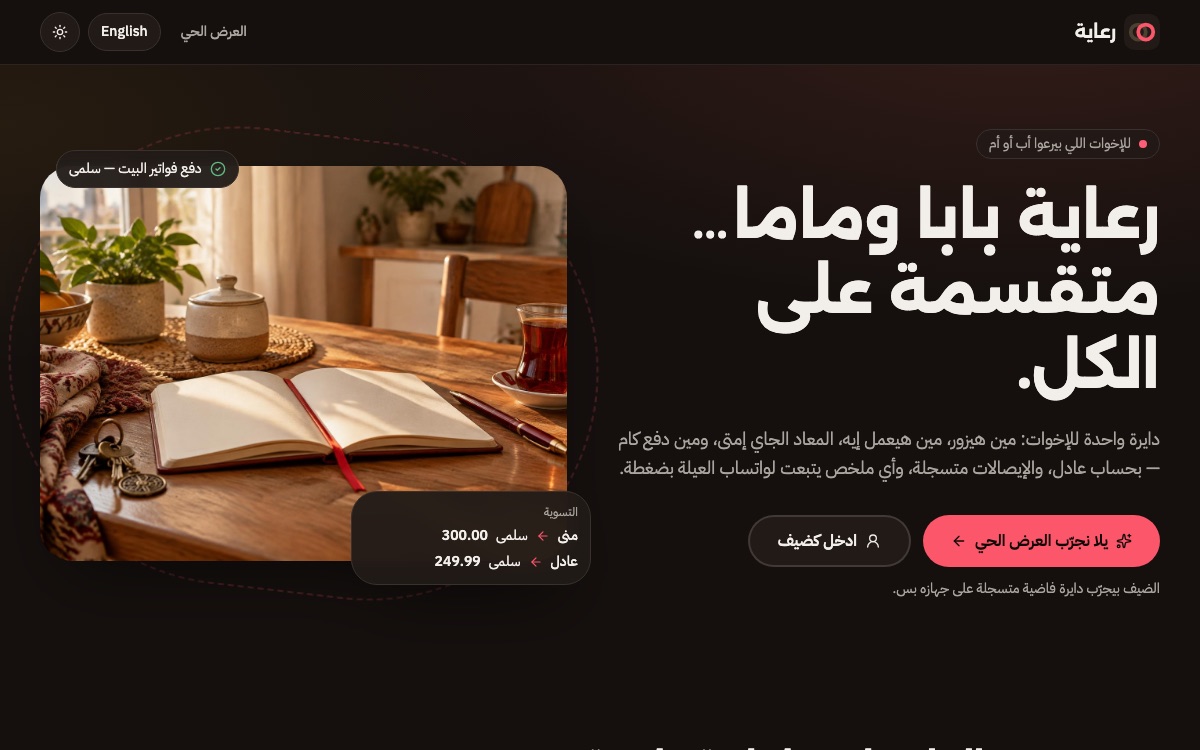 رعاية
العرض الحي
English
للإخوات اللي بيرعوا أب أو أم
رعاية بابا وماما...
متقسمة على
الكل.
دايرة واحدة للإخوات: مين هيزور، مين هيعمل إيه، المعاد الجاي إمتى، ومين دفع كام
— بحساب عادل، والإيصالات متسجلة، وأي ملخص يتبعت لواتساب العيلة بضغطة.
يلا نجرّب العرض الحي ←
ادخل كضيف
الضيف بيجرّب دايرة فاضية متسجلة على جهازه بس.
دفع فواتير البيت — سلمى
التسوية
منى ← سلمى 300.00
عادل ← سلمى 249.99